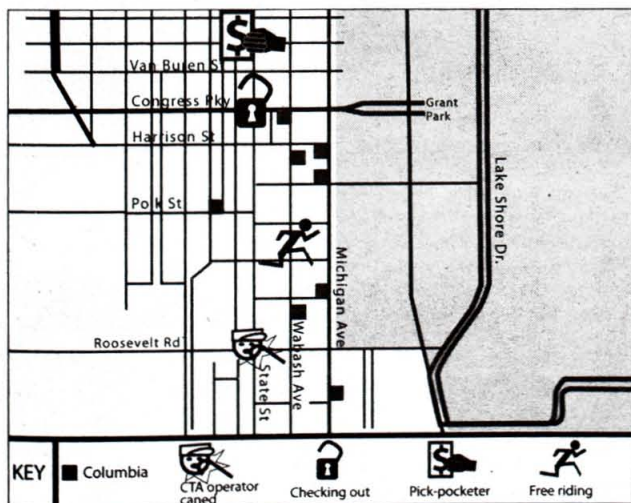 Van Buren St
Congress Pky
Grant
Park
Harrison St
Polk St
Lake Shore Dr.
Michigan Ave
Roosevelt Rd
Wabash Ave
State St
KEY
Columbia
CTA operator
caned
Checking out
Pick-pocketer
Free riding